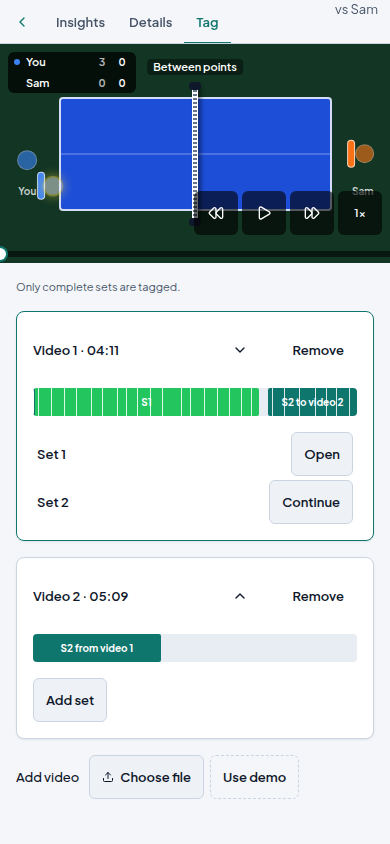 vs Sam
Insights Details Tag
You 3 0
Sam 0 0
Between points
You
Sam
1×
Only complete sets are tagged.
Video 1 · 04:11
Remove
S1
S2 to video 2
Set 1
Open
Set 2
Continue
Video 2 · 05:09
Remove
S2 from video 1
Add set
Add video
Choose file
Use demo